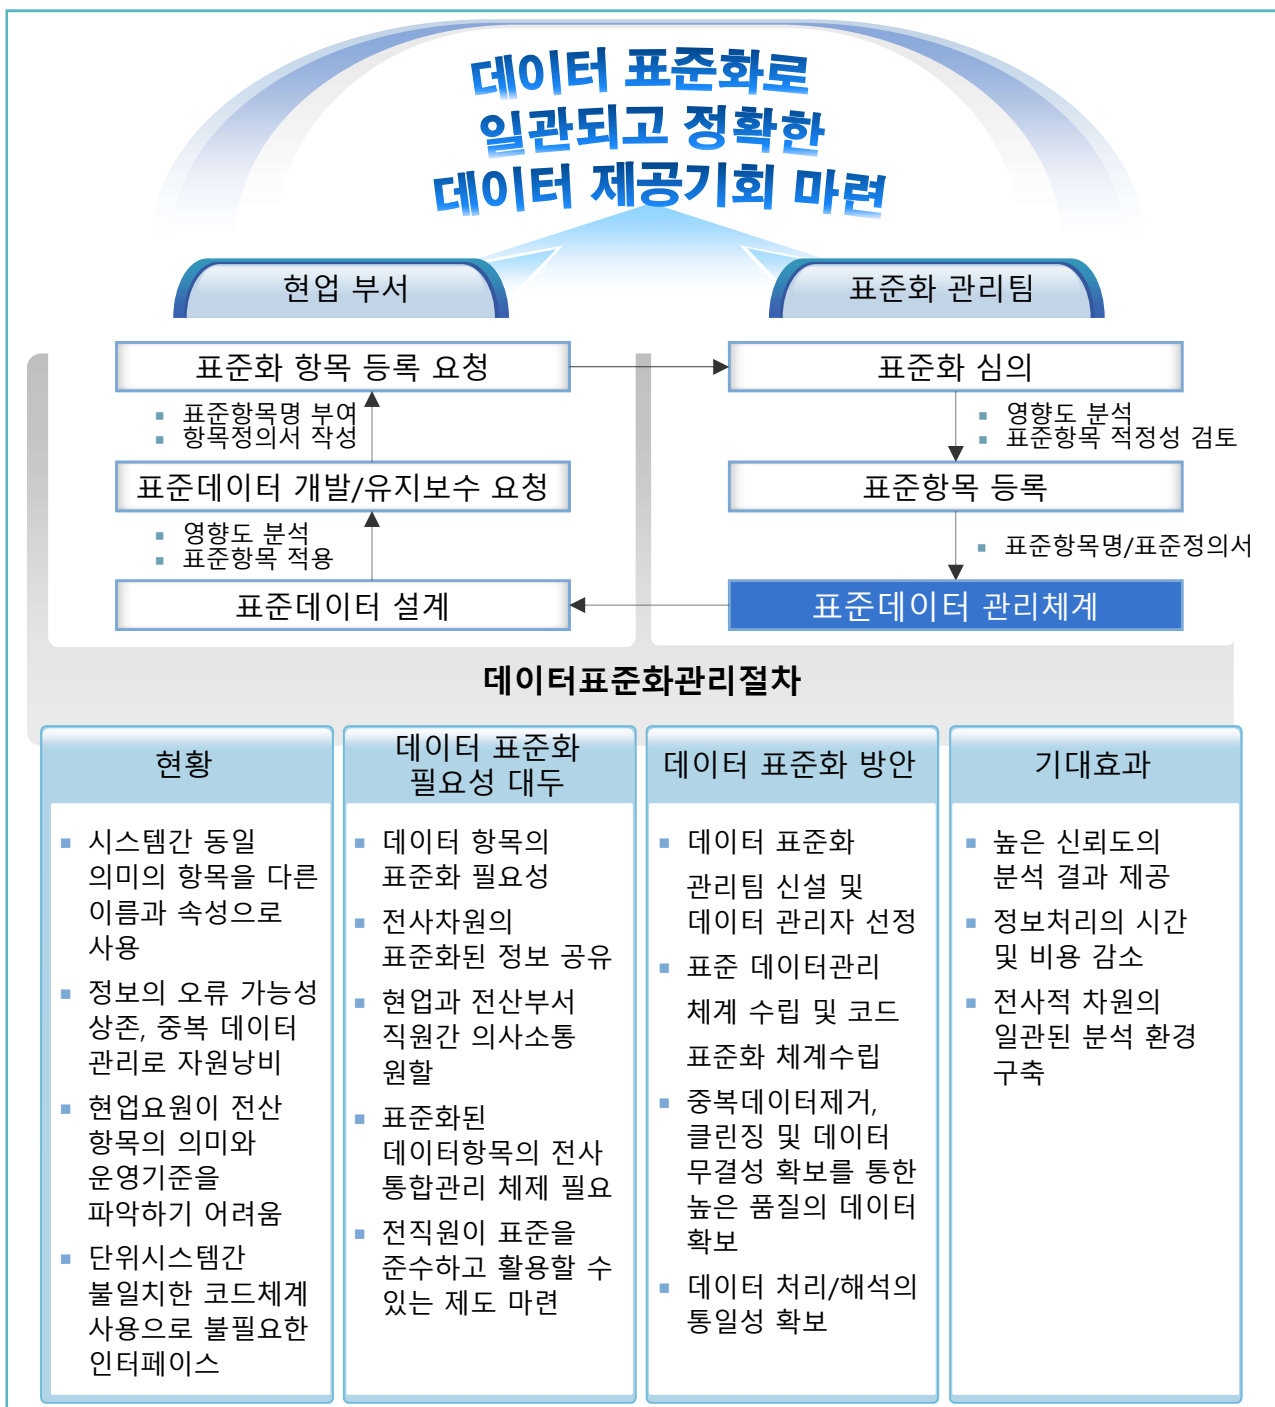 데이터 표준화로
일관되고 정확한
데이터 제공기회 마련
현업 부서
표준화 항목 등록 요청
▪ 표준항목명 부여
▪ 항목정의서 작성
표준데이터 개발/유지보수 요청
▪ 영향도 분석
▪ 표준항목 적용
표준데이터 설계
표준화 관리팀
표준화 심의
▪ 영향도 분석
▪ 표준항목 적정성 검토
표준항목 등록
▪ 표준항목명/표준정의서
표준데이터 관리체계
데이터표준화관리절차
현황
▪ 시스템간 동일
의미의 항목을 다른
이름과 속성으로
사용
▪ 정보의 오류 가능성
상존, 중복 데이터
관리로 자원낭비
▪ 현업요원이 전산
항목의 의미와
운영기준을
파악하기 어려움
▪ 단위시스템간
불일치한 코드체계
사용으로 불필요한
인터페이스
데이터 표준화
필요성 대두
▪ 데이터 항목의
표준화 필요성
▪ 전사차원의
표준화된 정보 공유
▪ 현업과 전산부서
직원간 의사소통
원할
▪ 표준화된
데이터항목의 전사
통합관리 체제 필요
▪ 전직원이 표준을
준수하고 활용할 수
있는 제도 마련
데이터 표준화 방안
▪ 데이터 표준화
관리팀 신설 및
데이터 관리자 선정
▪ 표준 데이터관리
체계 수립 및 코드
표준화 체계수립
▪ 중복데이터제거,
클린징 및 데이터
무결성 확보를 통한
높은 품질의 데이터
확보
▪ 데이터 처리/해석의
통일성 확보
기대효과
▪ 높은 신뢰도의
분석 결과 제공
▪ 정보처리의 시간
및 비용 감소
▪ 전사적 차원의
일관된 분석 환경
구축